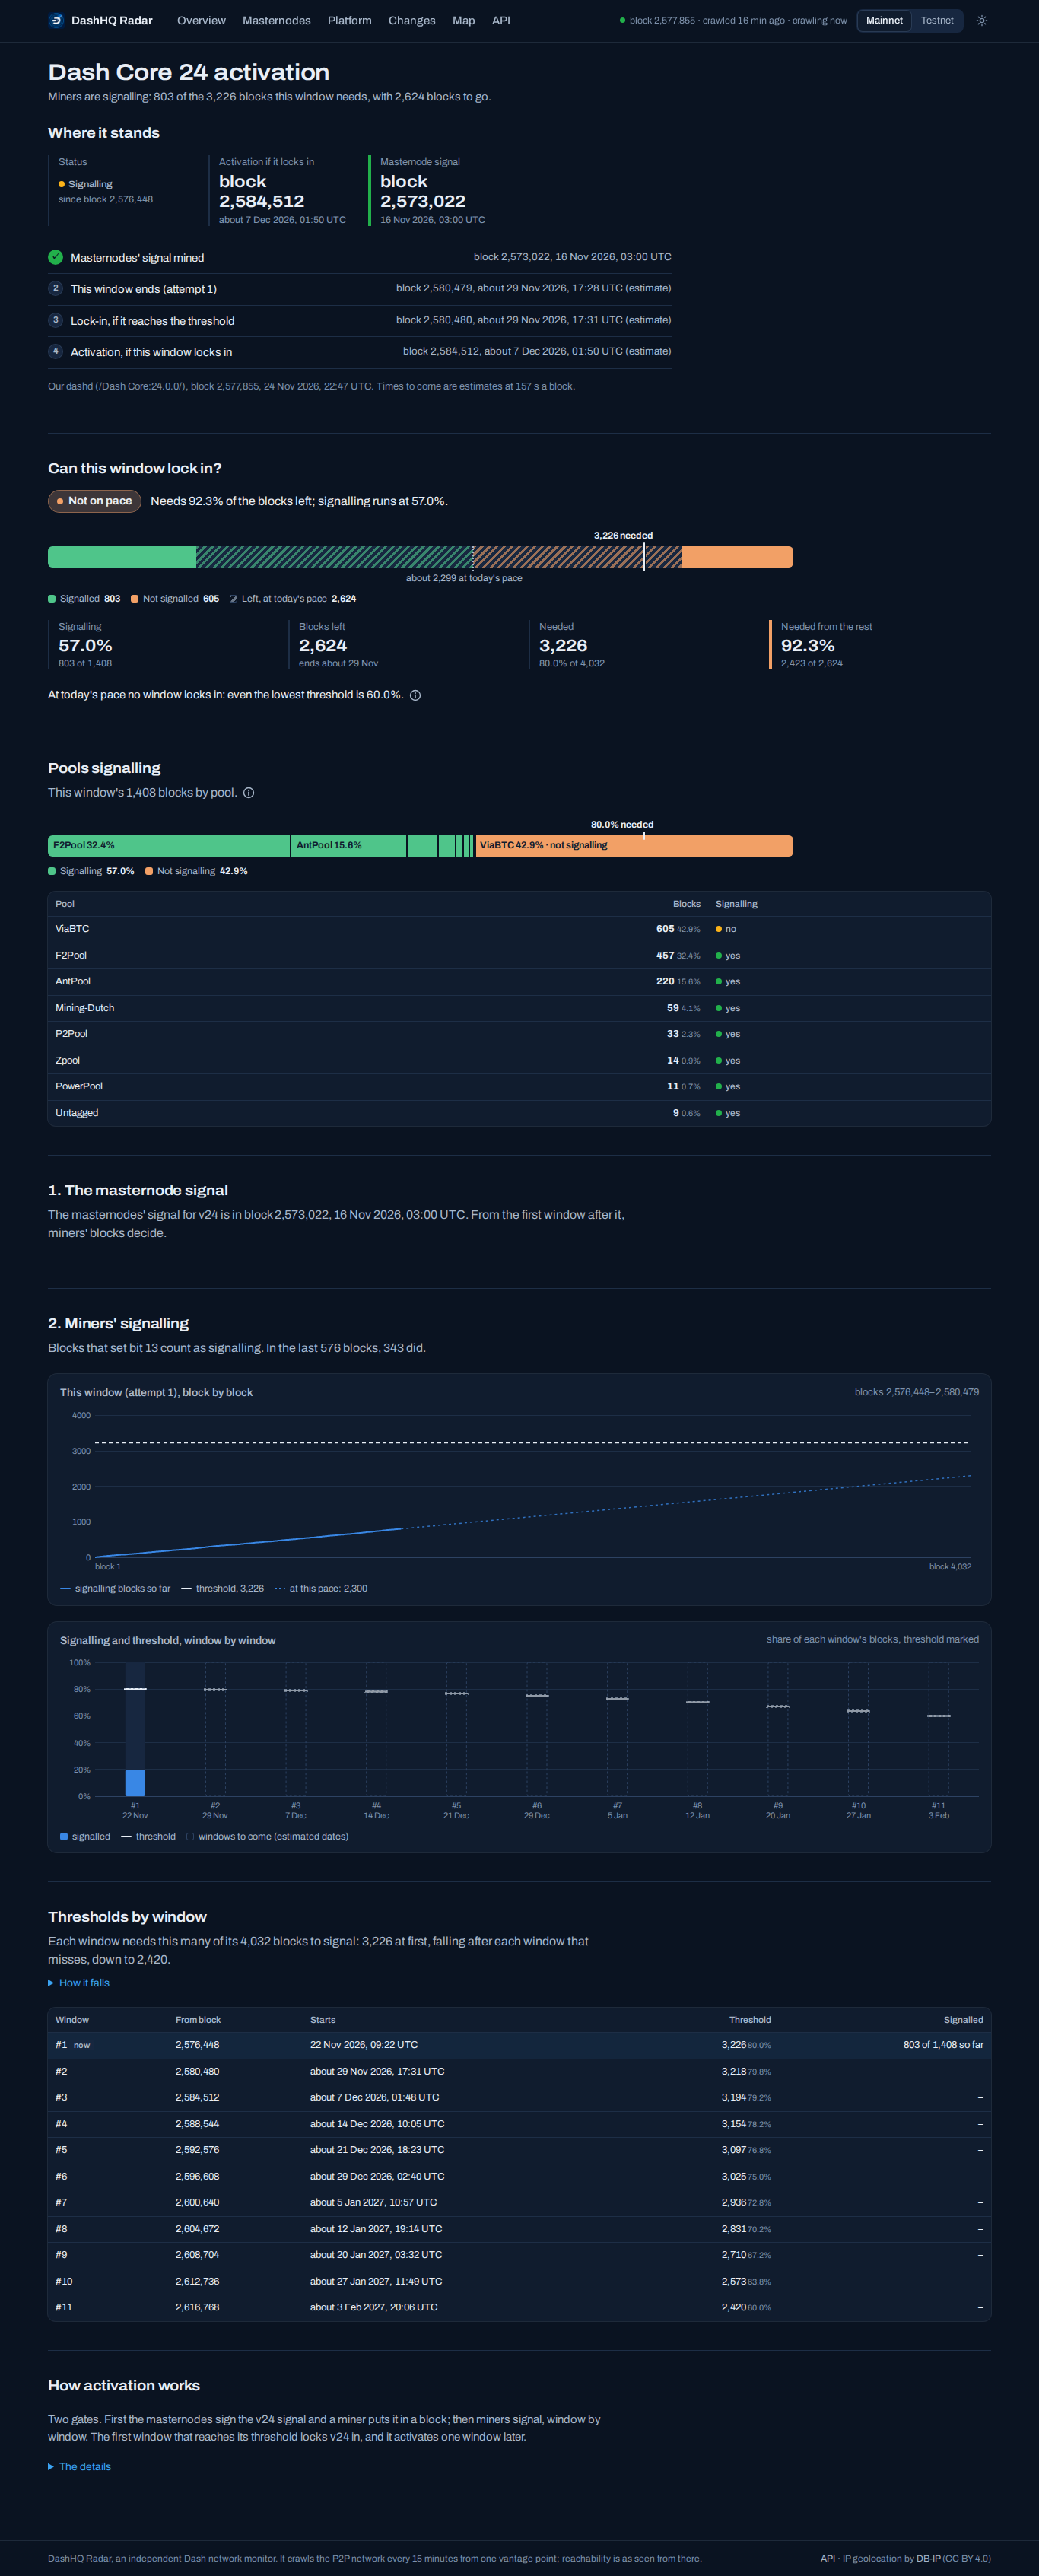 DashHQ Radar Overview Masternodes Platform Changes Map API block 2,577,855 · crawled 16 min ago · crawling now Mainnet Testnet
Dash Core 24 activation
Miners are signalling: 803 of the 3,226 blocks this window needs, with 2,624 blocks to go.
Where it stands
Status
Signalling
since block 2,576,448
Activation if it locks in
block
2,584,512
about 7 Dec 2026, 01:50 UTC
Masternode signal
block
2,573,022
16 Nov 2026, 03:00 UTC
Masternodes' signal mined block 2,573,022, 16 Nov 2026, 03:00 UTC
2 This window ends (attempt 1) block 2,580,479, about 29 Nov 2026, 17:28 UTC (estimate)
3 Lock-in, if it reaches the threshold block 2,580,480, about 29 Nov 2026, 17:31 UTC (estimate)
4 Activation, if this window locks in block 2,584,512, about 7 Dec 2026, 01:50 UTC (estimate)
Our dashd (/Dash Core:24.0.0/), block 2,577,855, 24 Nov 2026, 22:47 UTC. Times to come are estimates at 157 s a block.
Can this window lock in?
Not on pace Needs 92.3% of the blocks left; signalling runs at 57.0%.
3,226 needed
about 2,299 at today's pace
Signalled 803 Not signalled 605 Left, at today's pace 2,624
Signalling
57.0%
803 of 1,408
Blocks left
2,624
ends about 29 Nov
Needed
3,226
80.0% of 4,032
Needed from the rest
92.3%
2,423 of 2,624
At today's pace no window locks in: even the lowest threshold is 60.0%.
Pools signalling
This window's 1,408 blocks by pool.
80.0% needed
F2Pool 32.4% AntPool 15.6% ViaBTC 42.9% · not signalling
Signalling 57.0% Not signalling 42.9%
Pool Blocks Signalling
ViaBTC 605 42.9% no
F2Pool 457 32.4% yes
AntPool 220 15.6% yes
Mining-Dutch 59 4.1% yes
P2Pool 33 2.3% yes
Zpool 14 0.9% yes
PowerPool 11 0.7% yes
Untagged 9 0.6% yes
1. The masternode signal
The masternodes' signal for v24 is in block 2,573,022, 16 Nov 2026, 03:00 UTC. From the first window after it,
miners' blocks decide.
2. Miners' signalling
Blocks that set bit 13 count as signalling. In the last 576 blocks, 343 did.
This window (attempt 1), block by block blocks 2,576,448–2,580,479
4000
3000
2000
1000
0
block 1 block 4,032
signalling blocks so far threshold, 3,226 at this pace: 2,300
Signalling and threshold, window by window share of each window's blocks, threshold marked
100%
80%
60%
40%
20%
0%
#1 #2 #3 #4 #5 #6 #7 #8 #9 #10 #11
22 Nov 29 Nov 7 Dec 14 Dec 21 Dec 29 Dec 5 Jan 12 Jan 20 Jan 27 Jan 3 Feb
signalled threshold windows to come (estimated dates)
Thresholds by window
Each window needs this many of its 4,032 blocks to signal: 3,226 at first, falling after each window that
misses, down to 2,420.
How it falls
Window From block Starts Threshold Signalled
#1 now 2,576,448 22 Nov 2026, 09:22 UTC 3,226 80.0% 803 of 1,408 so far
#2 2,580,480 about 29 Nov 2026, 17:31 UTC 3,218 79.8% –
#3 2,584,512 about 7 Dec 2026, 01:48 UTC 3,194 79.2% –
#4 2,588,544 about 14 Dec 2026, 10:05 UTC 3,154 78.2% –
#5 2,592,576 about 21 Dec 2026, 18:23 UTC 3,097 76.8% –
#6 2,596,608 about 29 Dec 2026, 02:40 UTC 3,025 75.0% –
#7 2,600,640 about 5 Jan 2027, 10:57 UTC 2,936 72.8% –
#8 2,604,672 about 12 Jan 2027, 19:14 UTC 2,831 70.2% –
#9 2,608,704 about 20 Jan 2027, 03:32 UTC 2,710 67.2% –
#10 2,612,736 about 27 Jan 2027, 11:49 UTC 2,573 63.8% –
#11 2,616,768 about 3 Feb 2027, 20:06 UTC 2,420 60.0% –
How activation works
Two gates. First the masternodes sign the v24 signal and a miner puts it in a block; then miners signal, window by
window. The first window that reaches its threshold locks v24 in, and it activates one window later.
The details
DashHQ Radar, an independent Dash network monitor. It crawls the P2P network every 15 minutes from one vantage point; reachability is as seen from there. API · IP geolocation by DB-IP (CC BY 4.0)